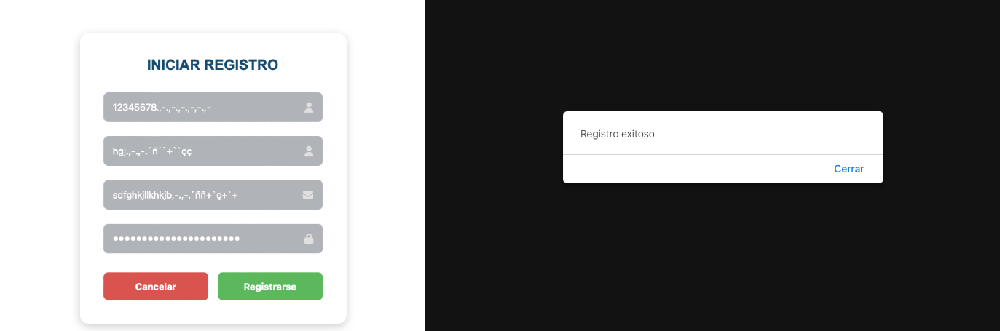 INICIAR REGISTRO
12345678.,-.,-.,-.,-,-.,-
hgj.,-.,-.´ñ´`+``çç
sdfghkjllkhkjb,-.,-.´ññ+`ç+`+
••••••••••••••••••••••
Cancelar
Registrarse
Registro exitoso
Cerrar